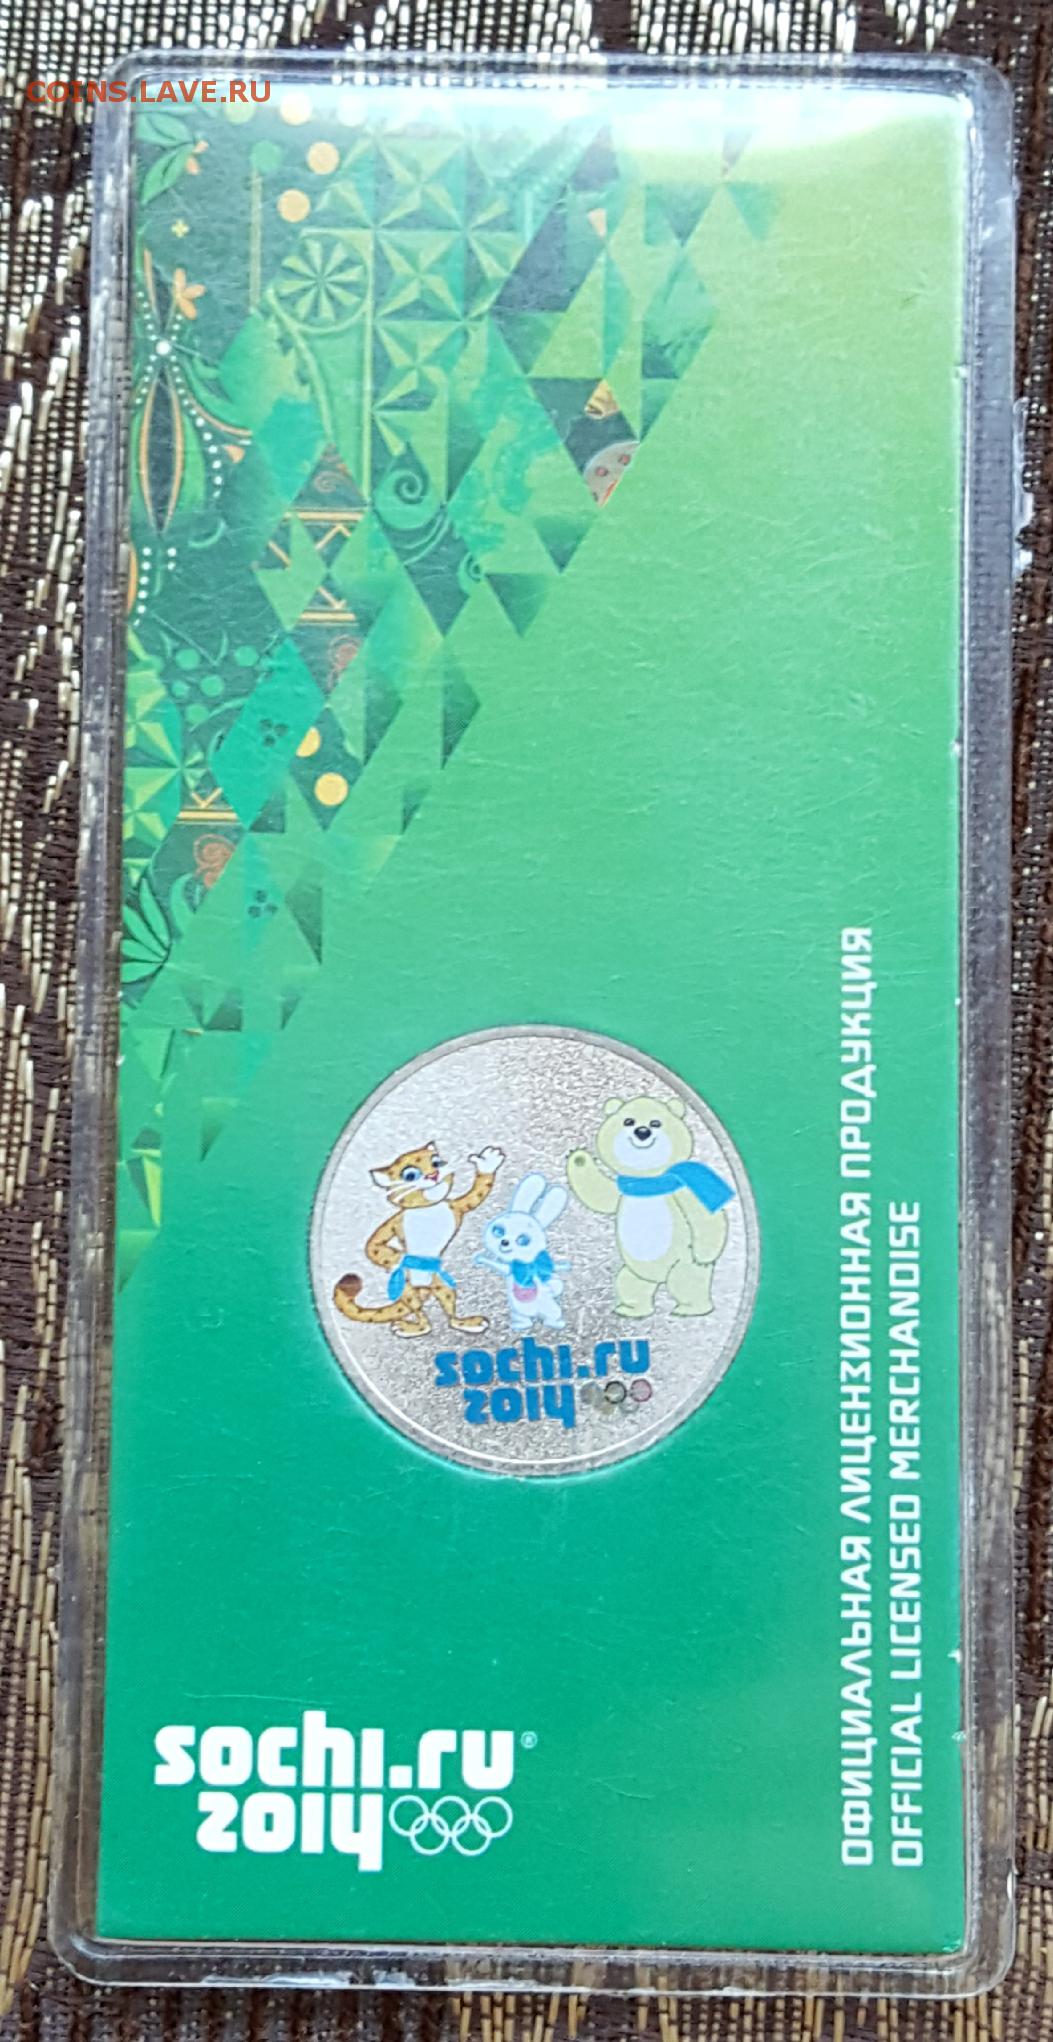 COINS.LAVE.RU
sochi.ru
2014
sochi.ru®
2014
ОФИЦИАЛЬНАЯ ЛИЦЕНЗИОННАЯ ПРОДУКЦИЯ
OFFICIAL LICENSED MERCHANDISE